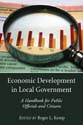 Economic Development
in Local Government
A Handbook for Public
Officials and Citizens
Edited by Roger L. Kemp